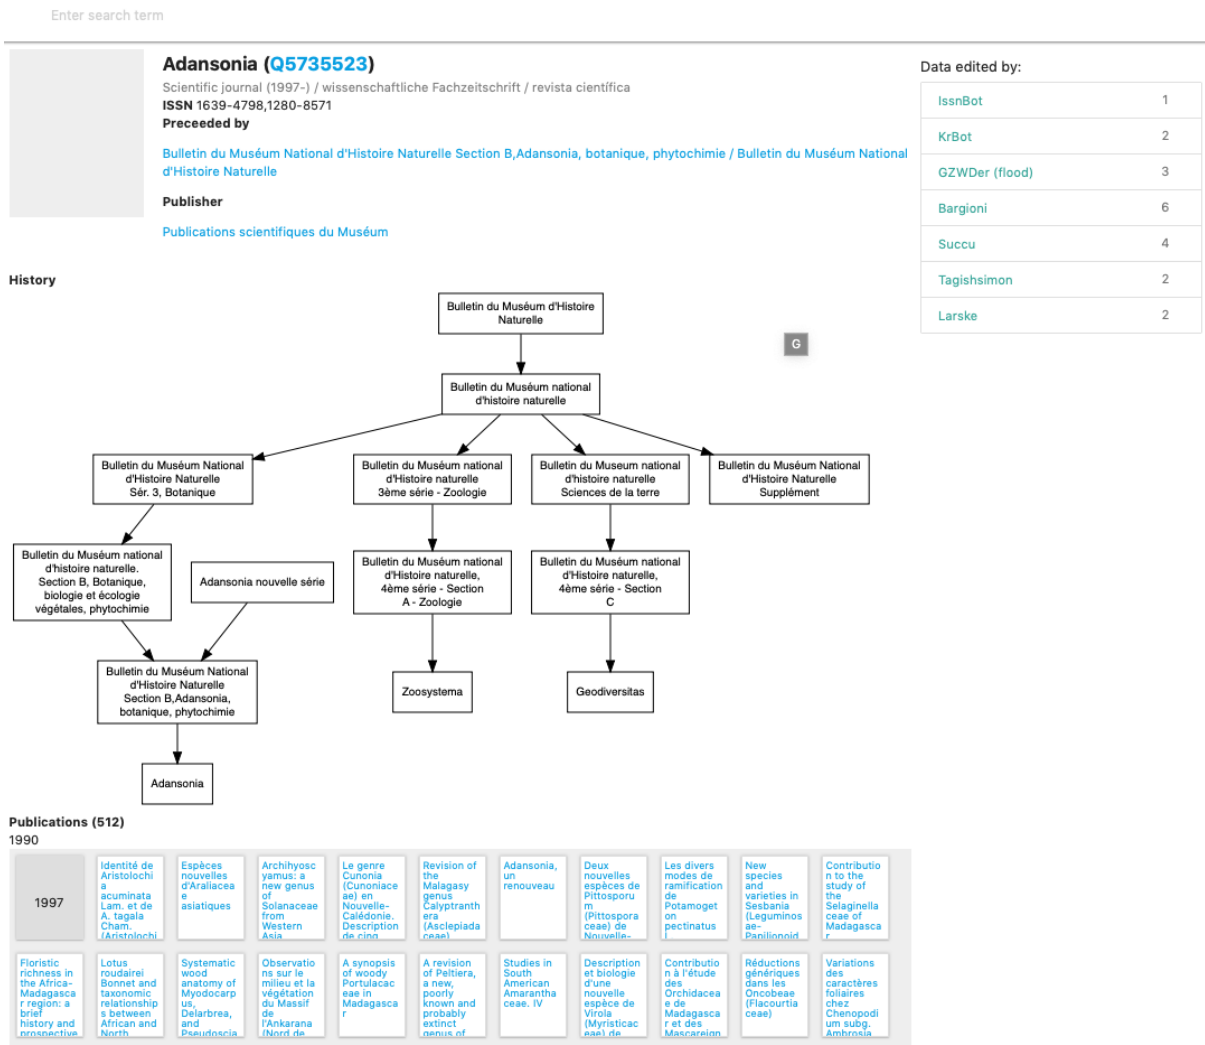 Enter search term
Adansonia (Q5735523)
Scientific journal (1997-) / wissenschaftliche Fachzeitschrift / revista científica
ISSN 1639-4798,1280-8571
Preceeded by
Bulletin du Muséum National d'Histoire Naturelle Section B,Adansonia, botanique, phytochimie / Bulletin du Muséum National
d'Histoire Naturelle
Publisher
Publications scientifiques du Muséum
Data edited by:
IssnBot 1
KrBot 2
GZWDer (flood) 3
Bargioni 6
Succu 4
Tagishsimon 2
Larske 2
History
Bulletin du Muséum d'Histoire
Naturelle
G
Bulletin du Muséum national
d'histoire naturelle
Bulletin du Muséum National
d'Histoire Naturelle
Sér. 3, Botanique
Bulletin du Muséum national
d'Histoire naturelle
3ème série - Zoologie
Bulletin du Museum national
d'histoire naturelle
Sciences de la terre
Bulletin du Muséum National
d'Histoire Naturelle
Supplément
Bulletin du Muséum national
d'histoire naturelle.
Section B, Botanique,
biologie et écologie
végétales, phytochimie
Adansonia nouvelle série
Bulletin du Muséum national
d'Histoire naturelle,
4ème série - Section
A - Zoologie
Bulletin du Muséum national
d'Histoire naturelle,
4ème série - Section
C
Bulletin du Muséum National
d'Histoire Naturelle
Section B,Adansonia,
botanique, phytochimie
Zoosystema
Geodiversitas
Adansonia
Publications (512)
1990
1997
Identité de
Aristolochi
a
acuminata
Lam. et de
A. tagala
Cham.
(Aristolochi
Espèces
nouvelles
d'Araliacea
e
asiatiques
Archihyosc
yamus: a
new genus
of
Solanaceae
from
Western
Asia
Le genre
Cunonia
(Cunoniace
ae) en
Nouvelle-
Calédonie.
Description
de cinq
Revision of
the
Malagasy
genus
Calyptranth
era
(Asclepiada
ceae)
Adansonia,
un
renouveau
Deux
nouvelles
espèces de
Pittosporu
m
(Pittospora
ceae) de
Nouvelle-
Les divers
modes de
ramification
de
Potamoget
on
pectinatus
New
species
and
varieties in
Sesbania
(Leguminos
ae-
Papilionoid
Contributio
n to the
study of
the
Selaginella
ceae of
Madagasca
r
Floristic
richness in
the Africa-
Madagasca
r region: a
brief
history and
prospective
Lotus
roudairei
Bonnet and
taxonomic
relationship
s between
African and
North
Systematic
wood
anatomy of
Myodocarp
us,
Delarbrea,
and
Pseudoscia
Observatio
ns sur le
milieu et la
végétation
du Massif
de
l'Ankarana
(Nord de
A synopsis
of woody
Portulacac
eae in
Madagasca
r
A revision
of Peltiera,
a new,
poorly
known and
probably
extinct
genus of
Studies in
South
American
Amarantha
ceae. IV
Description
et biologie
d'une
nouvelle
espèce de
Virola
(Myristicac
eae) de
Contributio
n à l'étude
des
Orchidacea
e de
Madagasca
r et des
Mascareign
Réductions
génériques
dans les
Oncobeae
(Flacourtia
ceae)
Variations
des
caractères
foliaires
chez
Chenopodi
um subg.
Ambrosia